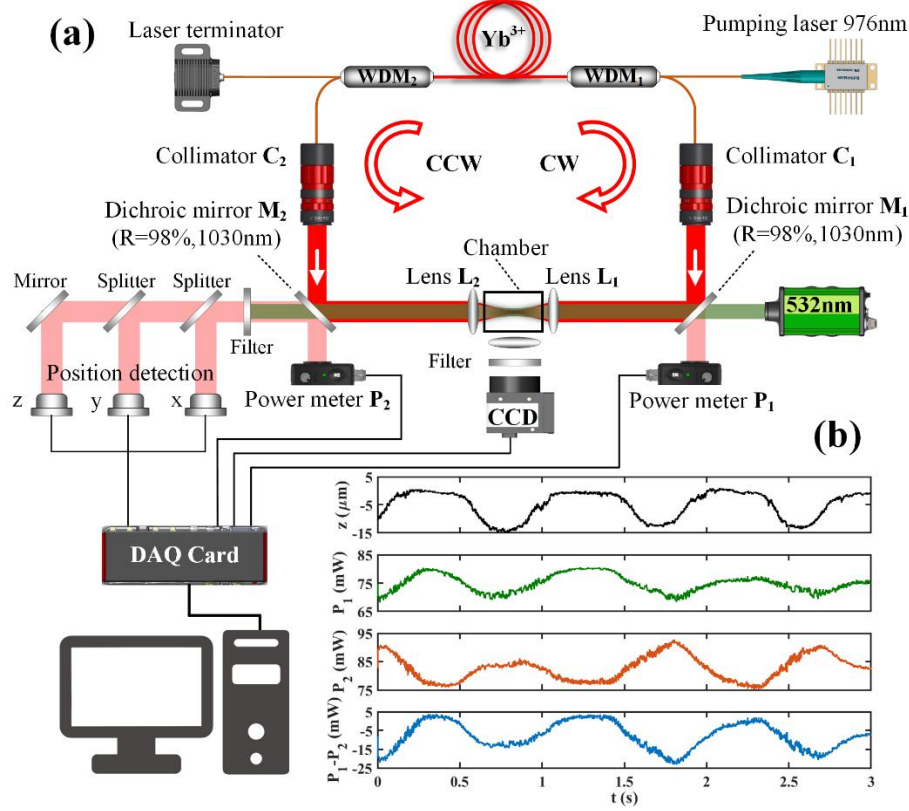 (a)
Laser terminator
Yb³⁺
Pumping laser 976nm
WDM₂
WDM₁
Collimator C₂
CCW
CW
Collimator C₁
Dichroic mirror M₂
(R=98%,1030nm)
Dichroic mirror M₁
(R=98%,1030nm)
Chamber
Mirror
Splitter
Splitter
Lens L₂
Lens L₁
532nm
Filter
Position detection
Filter
z
y
x
Power meter P₂
CCD
Power meter P₁
(b)
DAQ Card
z (μm)
5
-5
-15
P₁ (mW)
85
75
65
P₂ (mW)
95
85
75
P₁-P₂ (mW)
5
-5
-15
-25
0
0.5
1
1.5
2
2.5
3
t (s)